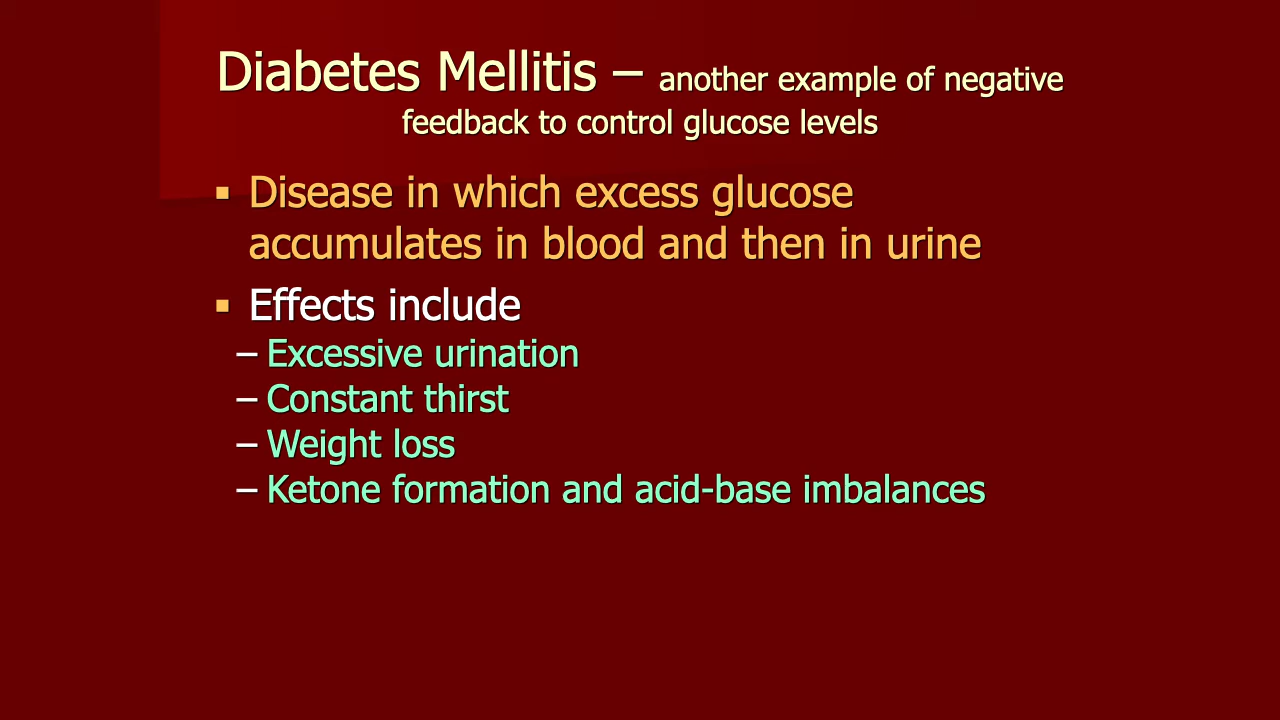 Diabetes Mellitis – another example of negative
feedback to control glucose levels
▪ Disease in which excess glucose
accumulates in blood and then in urine
▪ Effects include
– Excessive urination
– Constant thirst
– Weight loss
– Ketone formation and acid-base imbalances